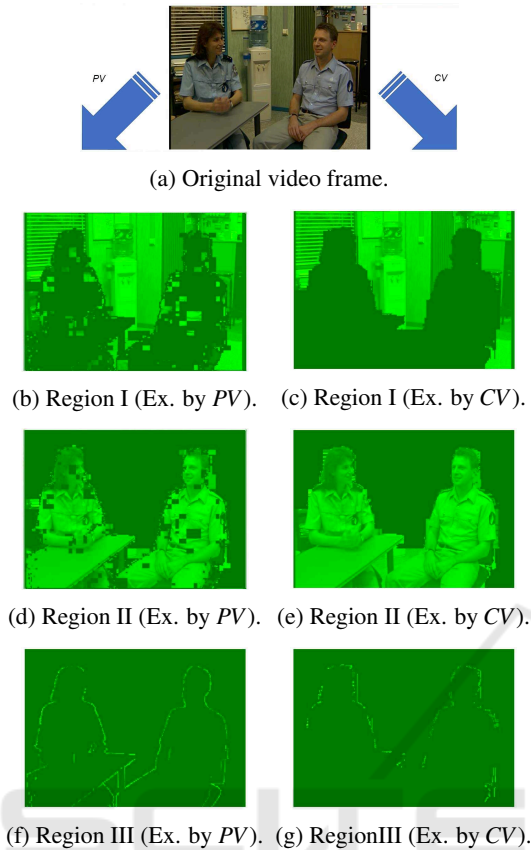 PV
CV
(a) Original video frame.
(b) Region I (Ex. by PV). (c) Region I (Ex. by CV).
(d) Region II (Ex. by PV). (e) Region II (Ex. by CV).
(f) Region III (Ex. by PV). (g) RegionIII (Ex. by CV).